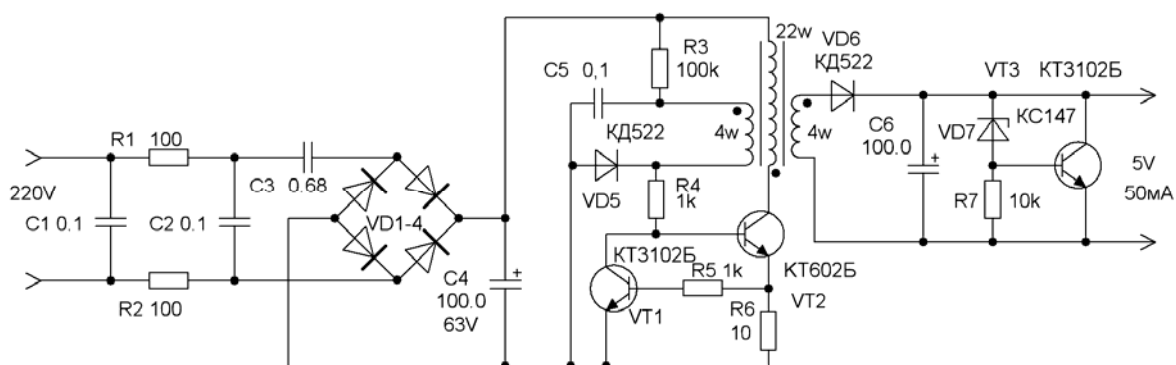 R1 100
220V
C1 0.1
C2 0.1
R2 100
C3 0.68
VD1-4
C4
100.0
63V
+
C5 0,1
R3
100k
22w
4w
4w
КД522
VD5
R4
1k
КТ3102Б
VT1
R5 1k
КТ602Б
VT2
R6
10
VD6
КД522
C6
100.0
+
VT3 КТ3102Б
VD7
КС147
R7 10k
5V
50мА